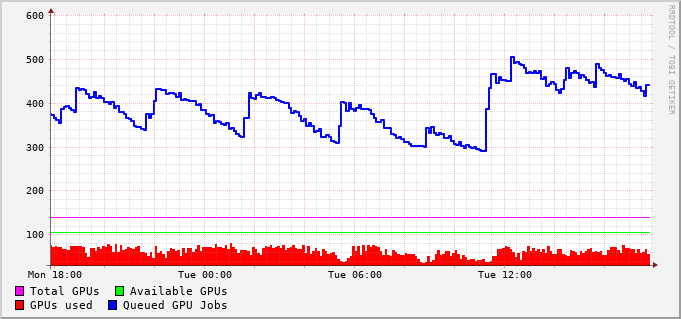 RRDTOOL / TOBI OETIKER
600
500
400
300
200
100
Mon 18:00 Tue 00:00 Tue 06:00 Tue 12:00
Total GPUs Available GPUs
GPUs used Queued GPU Jobs